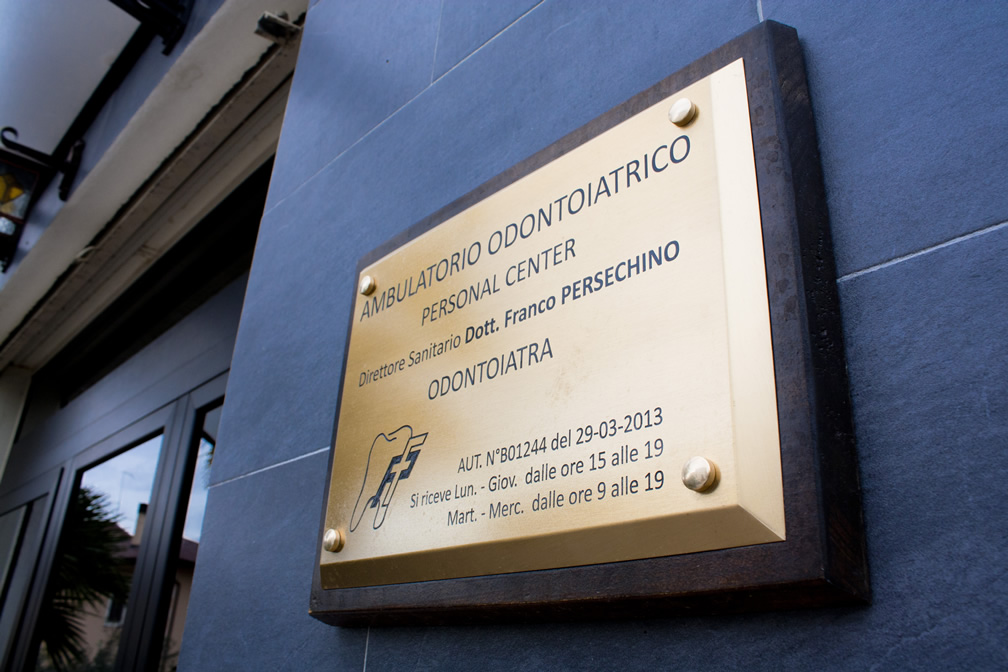 AMBULATORIO ODONTOIATRICO
PERSONAL CENTER
Direttore Sanitario Dott. Franco PERSECHINO
ODONTOIATRA
AUT. N°B01244 del 29-03-2013
Si riceve Lun. - Giov. dalle ore 15 alle 19
Mart. - Merc. dalle ore 9 alle 19